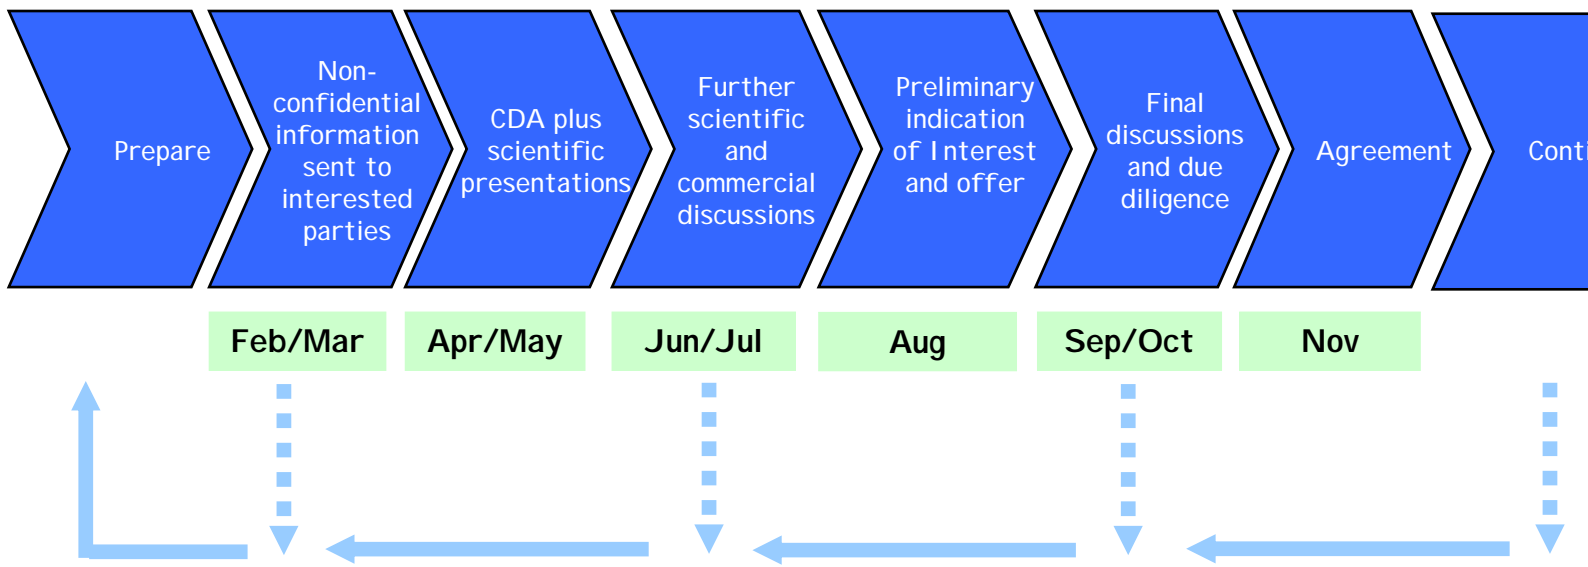 Prepare
Non-
confidential
information
sent to
interested
parties
CDA plus
scientific
presentations
Further
scientific
and
commercial
discussions
Preliminary
indication
of Interest
and offer
Final
discussions
and due
diligence
Agreement
Conti
Feb/Mar
Apr/May
Jun/Jul
Aug
Sep/Oct
Nov